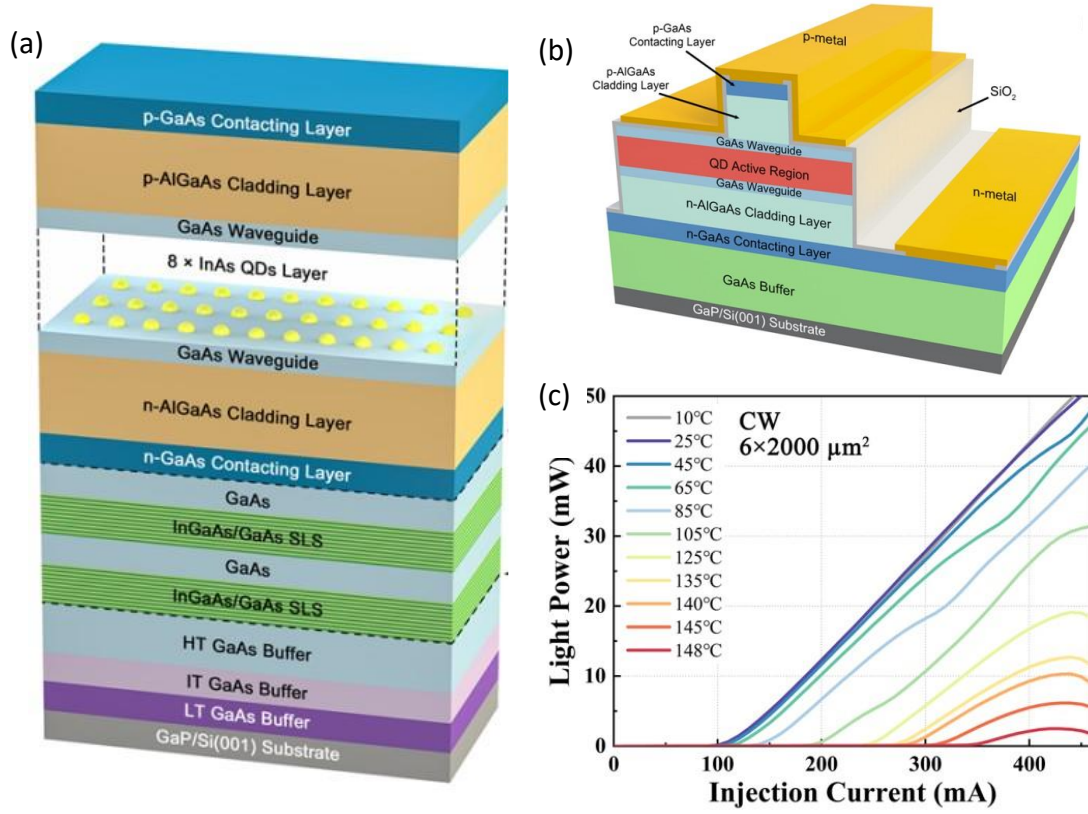 (a)
p-GaAs Contacting Layer
p-AlGaAs Cladding Layer
GaAs Waveguide
8 × InAs QDs Layer
GaAs Waveguide
n-AlGaAs Cladding Layer
n-GaAs Contacting Layer
GaAs
InGaAs/GaAs SLS
GaAs
InGaAs/GaAs SLS
HT GaAs Buffer
IT GaAs Buffer
LT GaAs Buffer
GaP/Si(001) Substrate
(b)
p-GaAs
Contacting Layer
p-AlGaAs
Cladding Layer
p-metal
SiO2
GaAs Waveguide
QD Active Region
GaAs Waveguide
n-AlGaAs Cladding Layer
n-metal
n-GaAs Contacting Layer
GaAs Buffer
GaP/Si(001) Substrate
(c)
CW
6×2000 µm²
10℃
25℃
45℃
65℃
85℃
105℃
125℃
135℃
140℃
145℃
148℃
Light Power (mW)
50
40
30
20
10
0
0 100 200 300 400
Injection Current (mA)